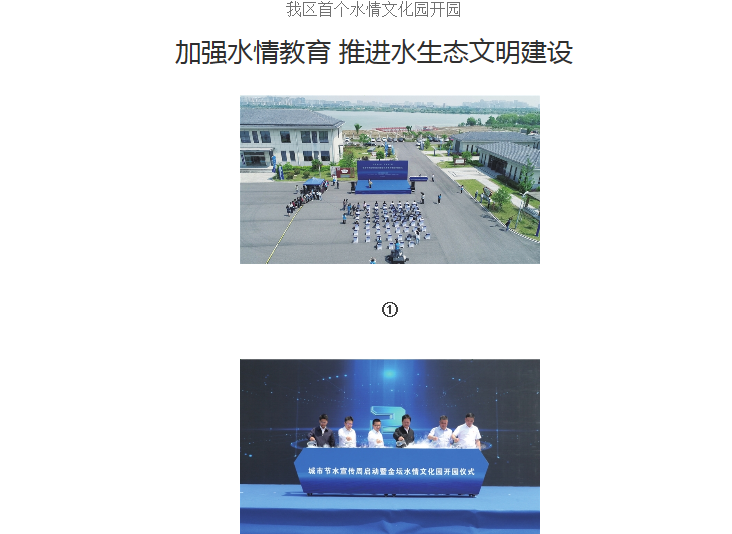 我区首个水情文化园开园
加强水情教育 推进水生态文明建设
①
城市节水宣传周启动暨金坛水情文化园开园仪式